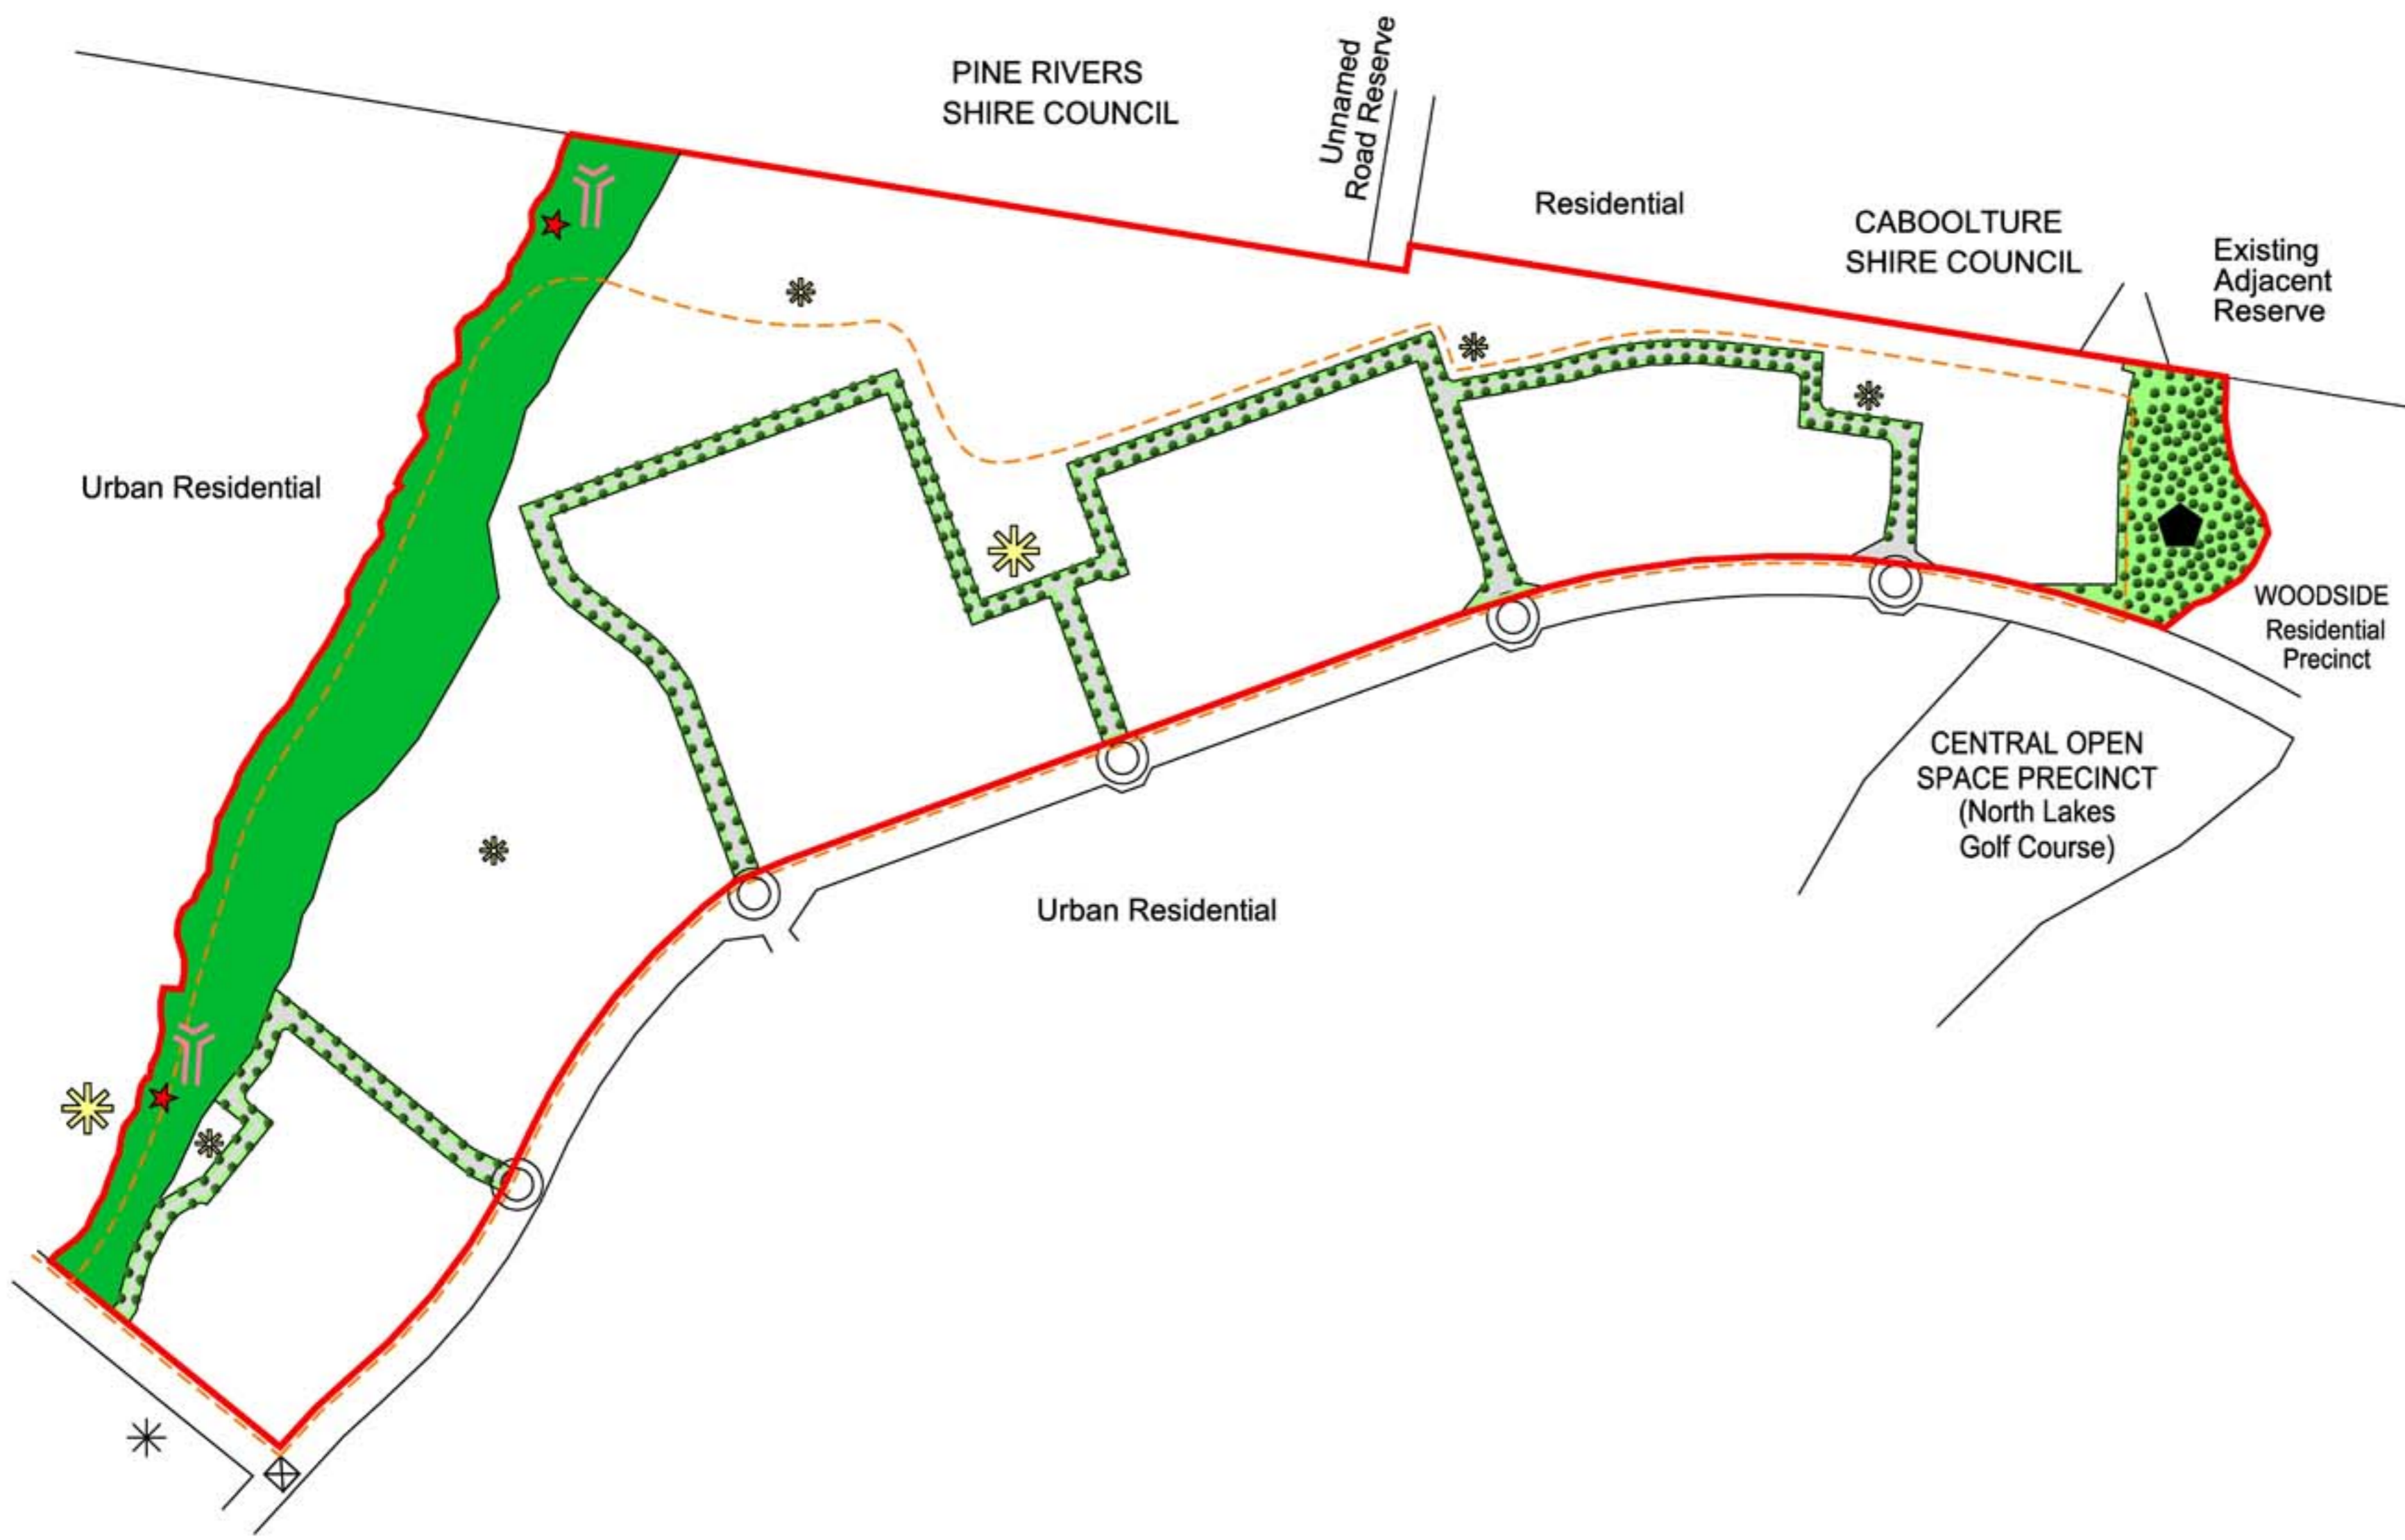 PINE RIVERS
SHIRE COUNCIL
Unnamed
Road Reserve
Residential
CABOOLTURE
SHIRE COUNCIL
Existing
Adjacent
Reserve
Urban Residential
WOODSIDE
Residential
Precinct
CENTRAL OPEN
SPACE PRECINCT
(North Lakes
Golf Course)
Urban Residential